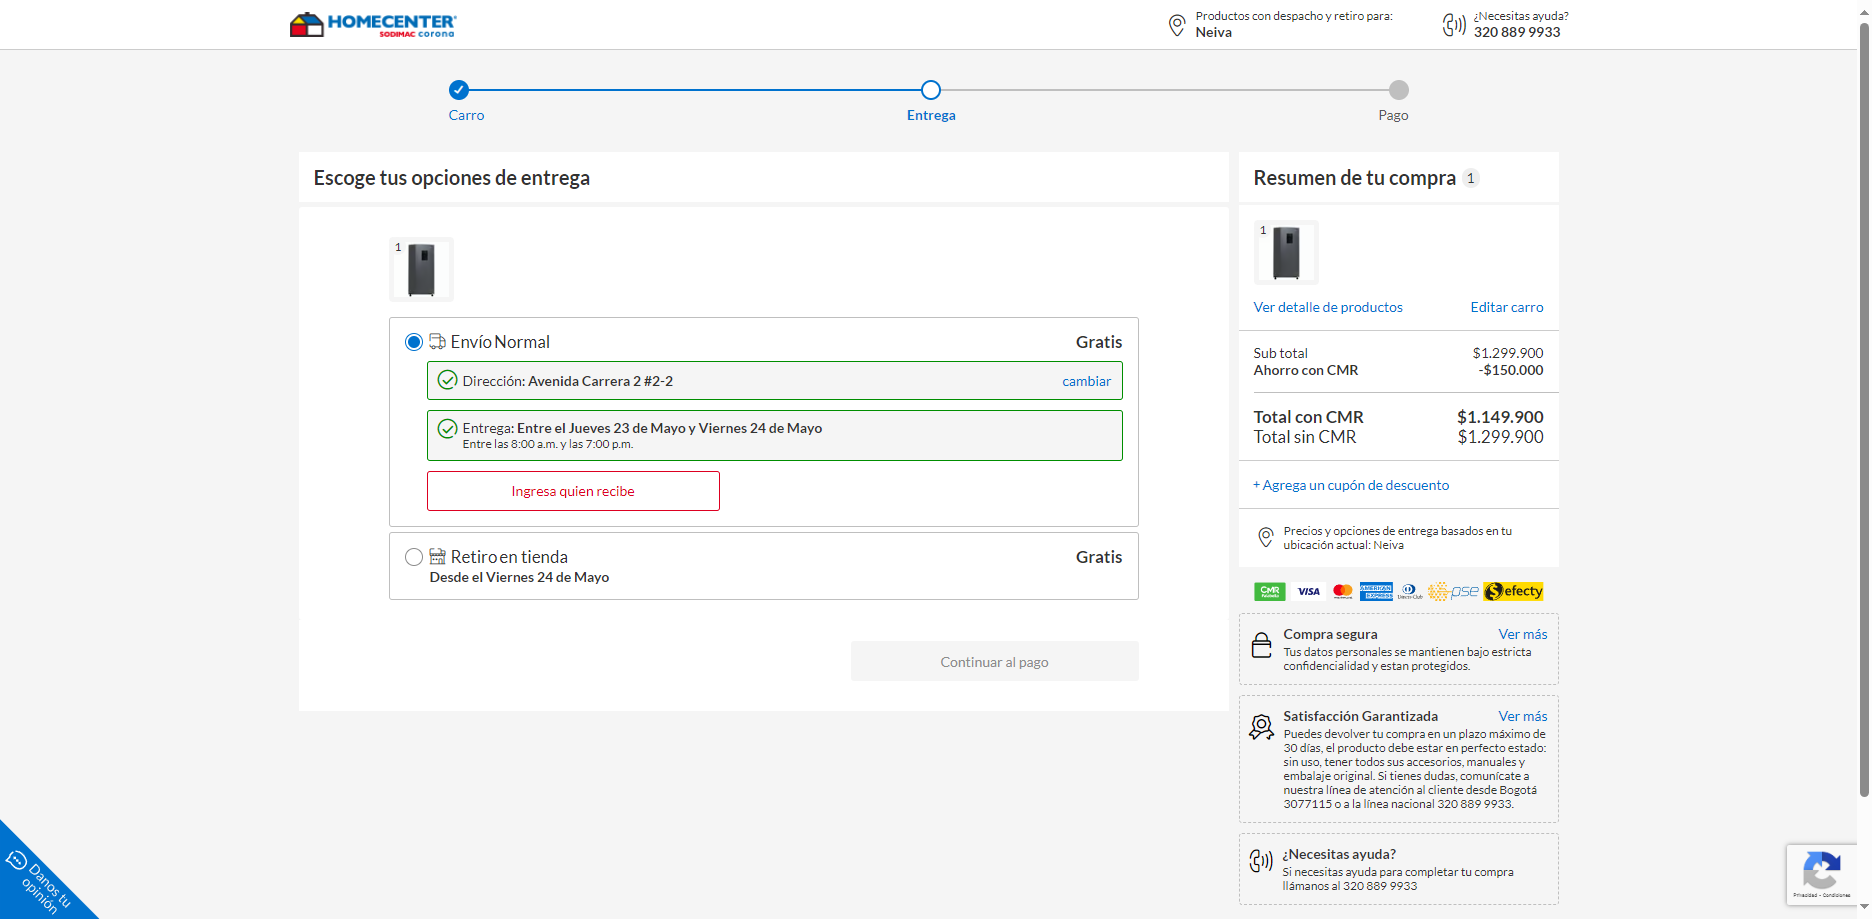 HOMECENTER
SODIMAC corona
Productos con despacho y retiro para:
Neiva
¿Necesitas ayuda?
320 889 9933
Carro
Entrega
Pago
Escoge tus opciones de entrega
1
Envío Normal
Gratis
Dirección: Avenida Carrera 2 #2-2
cambiar
Entrega: Entre el Jueves 23 de Mayo y Viernes 24 de Mayo
Entre las 8:00 a.m. y las 7:00 p.m.
Ingresa quien recibe
Retiro en tienda
Gratis
Desde el Viernes 24 de Mayo
Continuar al pago
Resumen de tu compra 1
1
Ver detalle de productos
Editar carro
Sub total $1.299.900
Ahorro con CMR -$150.000
Total con CMR $1.149.900
Total sin CMR $1.299.900
+ Agrega un cupón de descuento
Precios y opciones de entrega basados en tu
ubicación actual: Neiva
CMR VISA AMERICAN EXPRESS pse efecty
Compra segura
Ver más
Tus datos personales se mantienen bajo estricta
confidencialidad y estan protegidos.
Satisfacción Garantizada
Ver más
Puedes devolver tu compra en un plazo máximo de
30 días, el producto debe estar en perfecto estado:
sin uso, tener todos sus accesorios, manuales y
embalaje original. Si tienes dudas, comunícate a
nuestra línea de atención al cliente desde Bogotá
3077115 o a la línea nacional 320 889 9933.
¿Necesitas ayuda?
Si necesitas ayuda para completar tu compra
llámanos al 320 889 9933
Danos tu
opinión
Privacidad - Condiciones